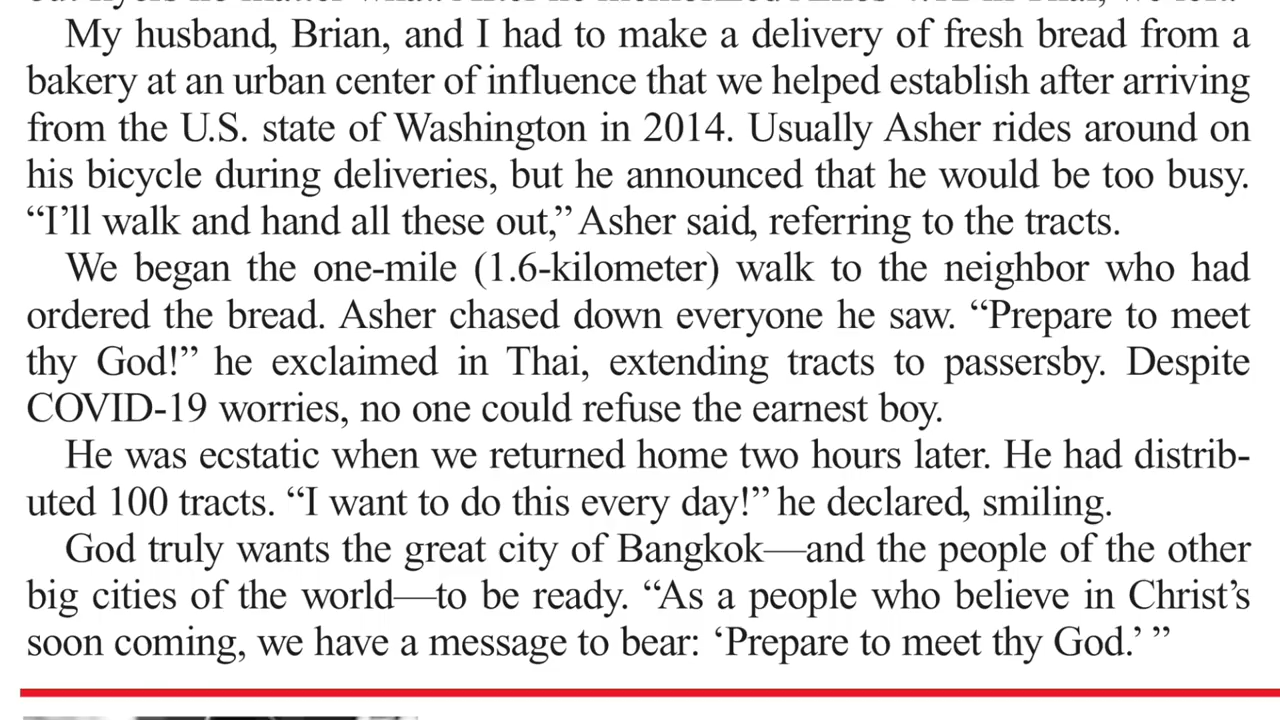 My husband, Brian, and I had to make a delivery of fresh bread from a
bakery at an urban center of influence that we helped establish after arriving
from the U.S. state of Washington in 2014. Usually Asher rides around on
his bicycle during deliveries, but he announced that he would be too busy.
“I’ll walk and hand all these out,” Asher said, referring to the tracts.
We began the one-mile (1.6-kilometer) walk to the neighbor who had
ordered the bread. Asher chased down everyone he saw. “Prepare to meet
thy God!” he exclaimed in Thai, extending tracts to passersby. Despite
COVID-19 worries, no one could refuse the earnest boy.
He was ecstatic when we returned home two hours later. He had distrib-
uted 100 tracts. “I want to do this every day!” he declared, smiling.
God truly wants the great city of Bangkok—and the people of the other
big cities of the world—to be ready. “As a people who believe in Christ’s
soon coming, we have a message to bear: ‘Prepare to meet thy God.’ ”